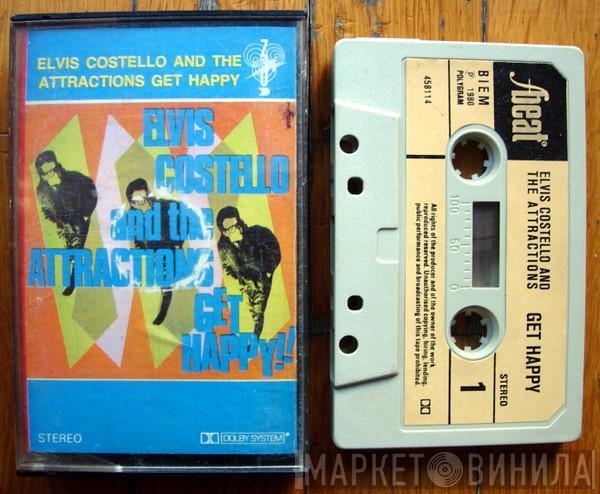 ELVIS COSTELLO AND THE
ATTRACTIONS GET HAPPY
ELVIS
COSTELLO
and the
ATTRACTIONS
GET
HAPPY!!
STEREO
DOLBY SYSTEM
fbeat
BIEM
℗ 1980
POLYGRAM
458114
ELVIS COSTELLO AND
THE ATTRACTIONS
GET HAPPY
STEREO
1
100 50 0
All rights of the producer and of the owner of the work
reproduced reserved. Unauthorised copying, hiring, lending,
public performance and broadcasting of this tape prohibited.
МАРКЕТ ВИНИЛА